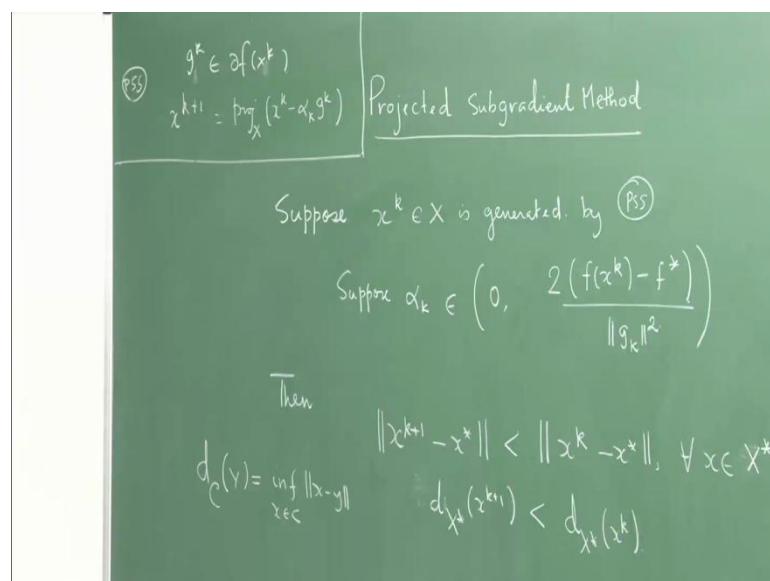 PSS
g^k ∈ ∂f(x^k)
x^{k+1} = proj_X (x^k - α_k g^k)
Projected Subgradient Method
Suppose x^k ∈ X is generated by PSS
Suppose α_k ∈ (0, 2(f(x^k) - f^*) / ||g_k||^2)
Then
||x^{k+1} - x^*|| < ||x^k - x^*||, ∀ x ∈ X^*
d_C(y) = inf_{x∈C} ||x-y||
d_{X^*}(x^{k+1}) < d_{X^*}(x^k).